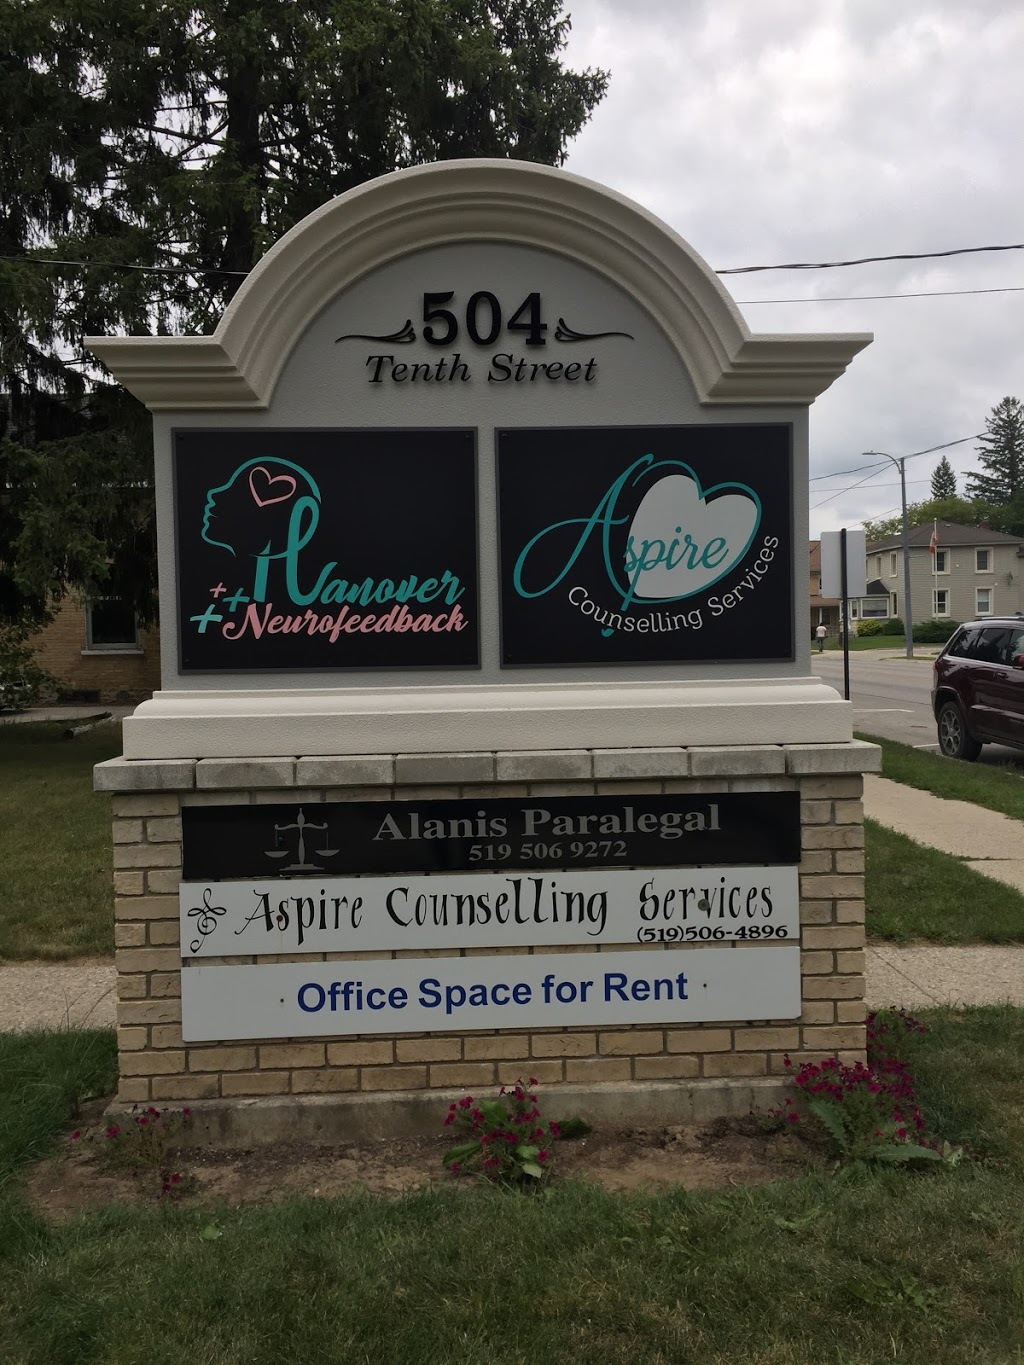 504
Tenth Street
Hanover
Neurofeedback
Aspire
Counselling Services
Alanis Paralegal
519 506 9272
Aspire Counselling Services
(519)506-4896
Office Space for Rent